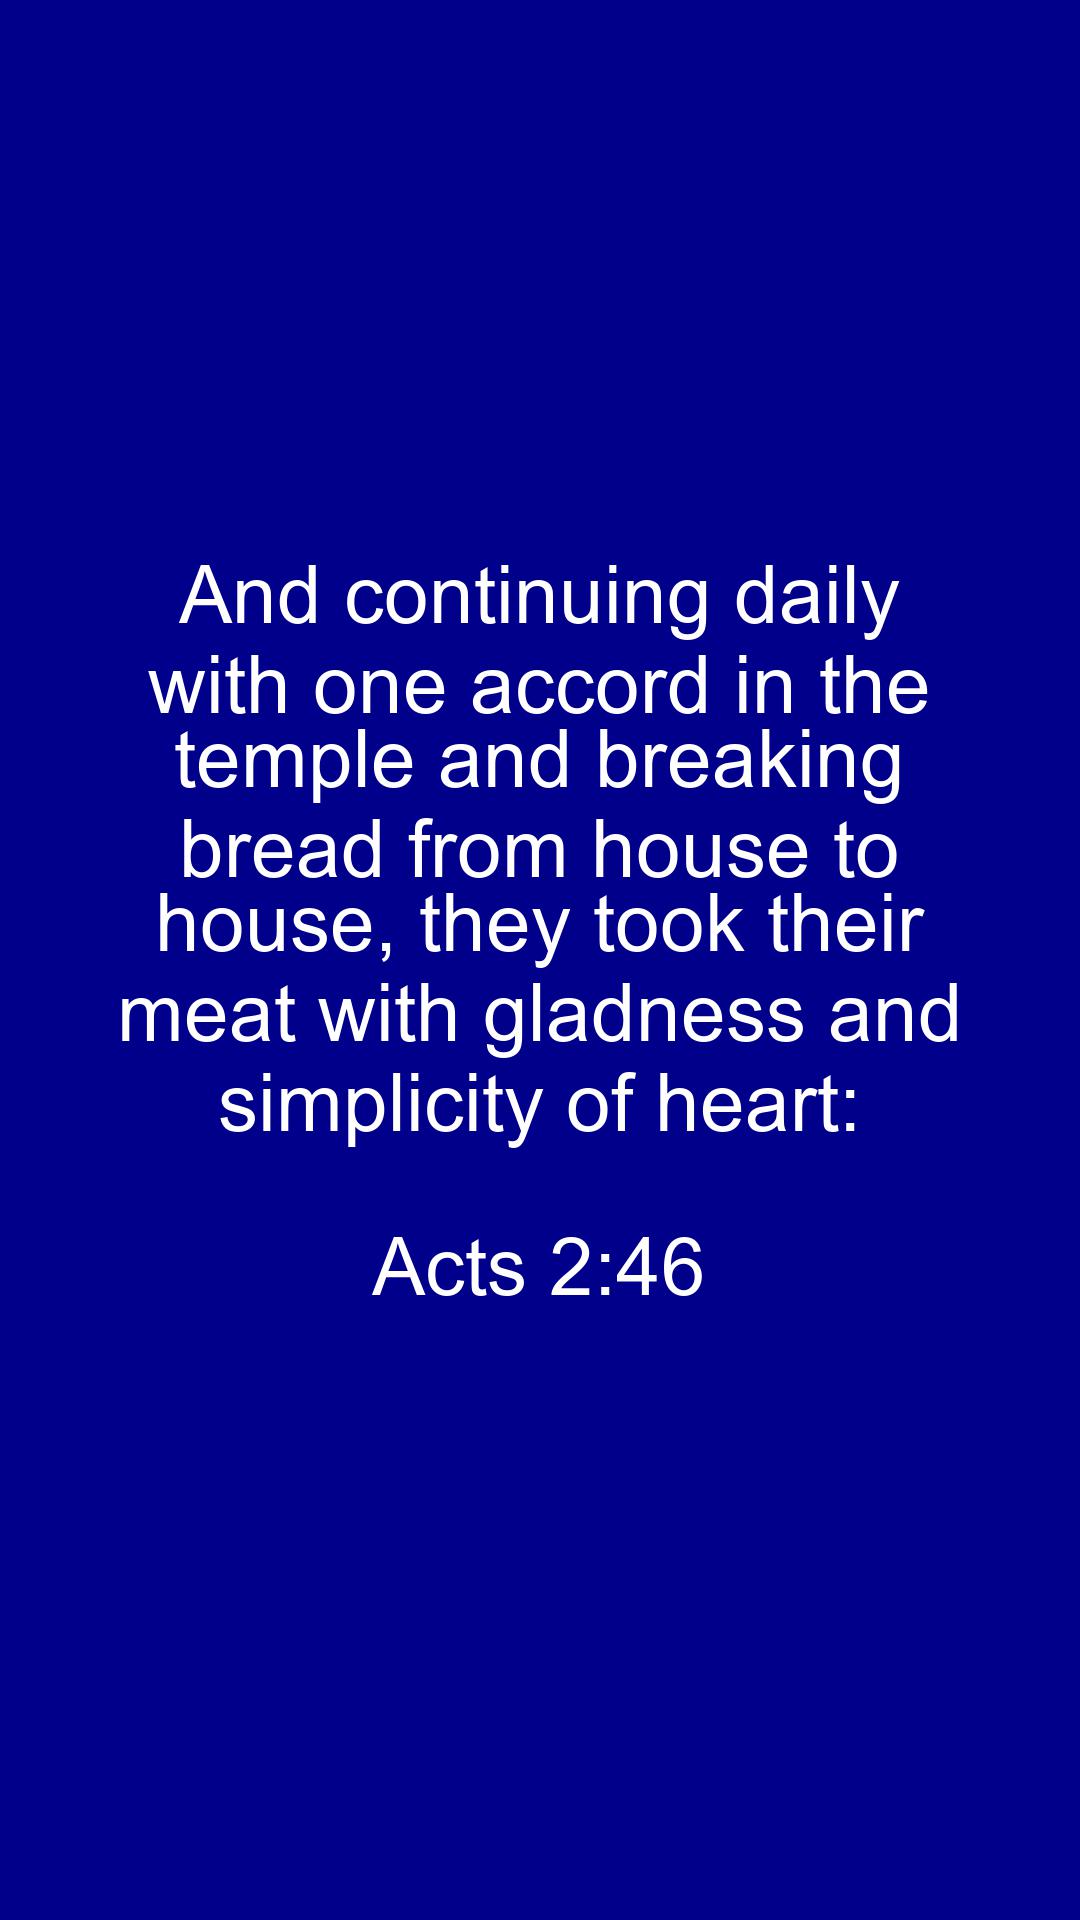 And continuing daily
with one accord in the
temple and breaking
bread from house to
house, they took their
meat with gladness and
simplicity of heart:
Acts 2:46